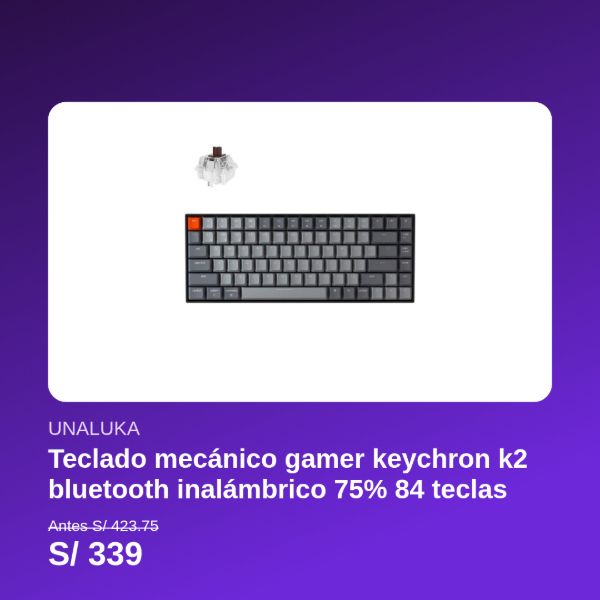 UNALUKA
Teclado mecánico gamer keychron k2
bluetooth inalámbrico 75% 84 teclas
Antes S/ 423.75
S/ 339